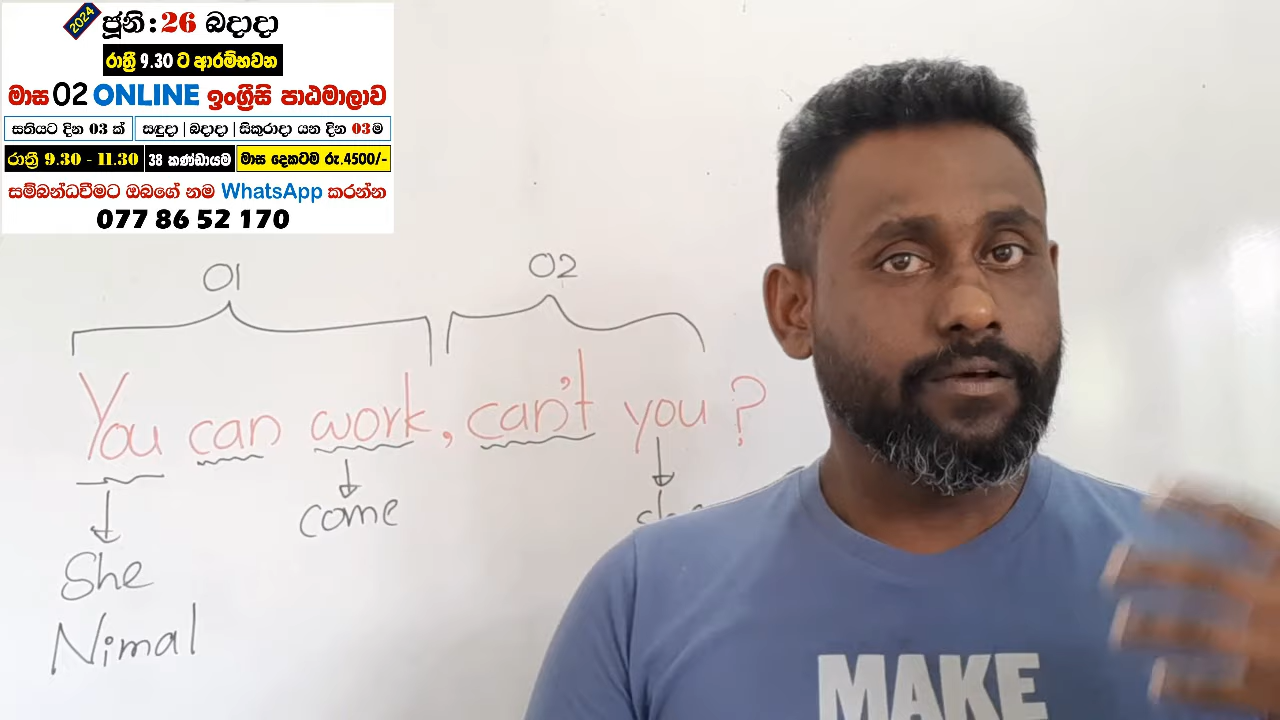 2024 ජූනි : 26 බදාදා
රාත්‍රී 9.30 ට ආරම්භවන
මාස 02 ONLINE ඉංග්‍රීසි පාඨමාලාව
සතියට දින 03 ක් සඳුදා | බදාදා | සිකුරාදා යන දින 03 ම
රාත්‍රී 9.30 - 11.30 38 කණ්ඩායම මාස දෙකටම රු.4500/-
සම්බන්ධවීමට ඔබගේ නම WhatsApp කරන්න
077 86 52 170
01 02
You can work, can't you ?
come
She
Nimal
MAKE